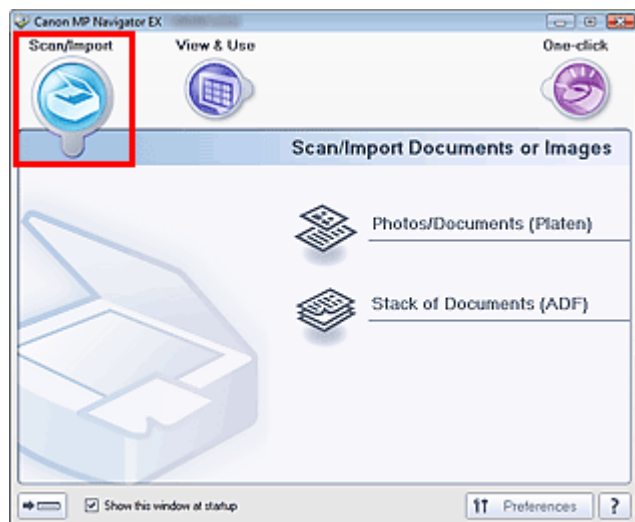 Canon MP Navigator EX
Scan/Import View & Use One-click
Scan/Import Documents or Images
Photos/Documents (Platen)
Stack of Documents (ADF)
Show this window at startup Preferences ?